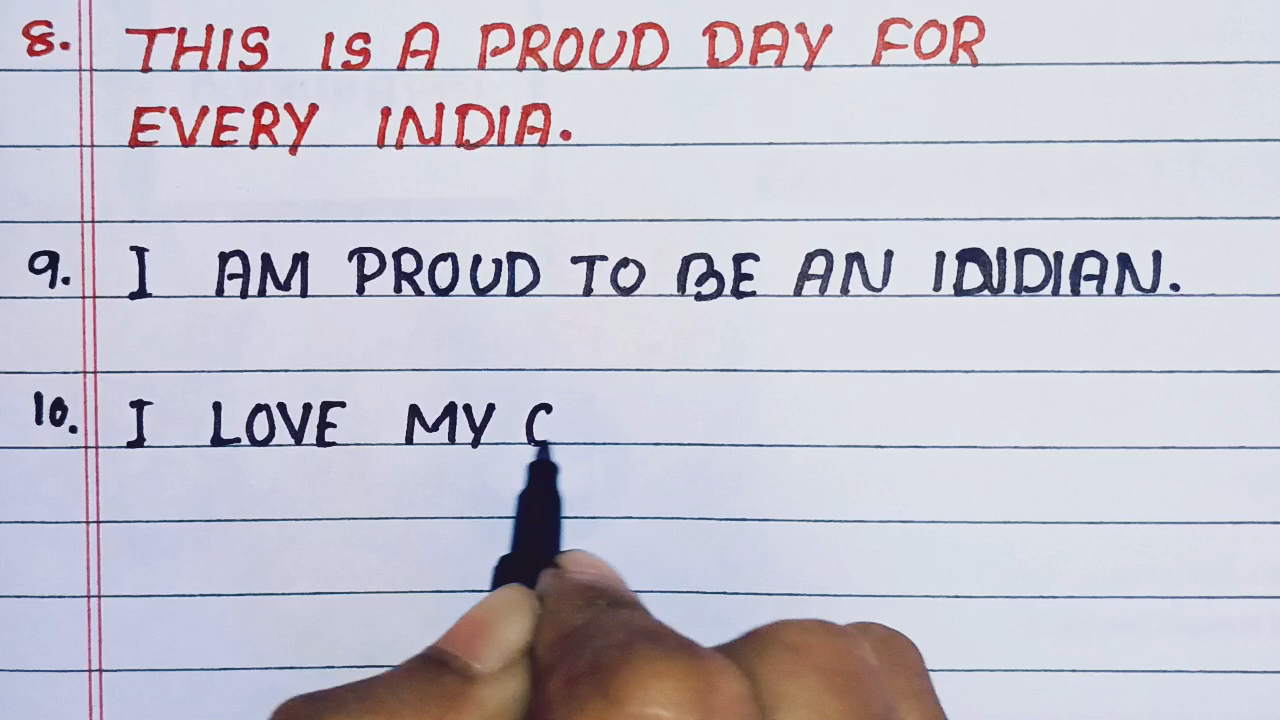 8. THIS IS A PROUD DAY FOR
EVERY INDIA.
9. I AM PROUD TO BE AN INDIAN.
10. I LOVE MY C